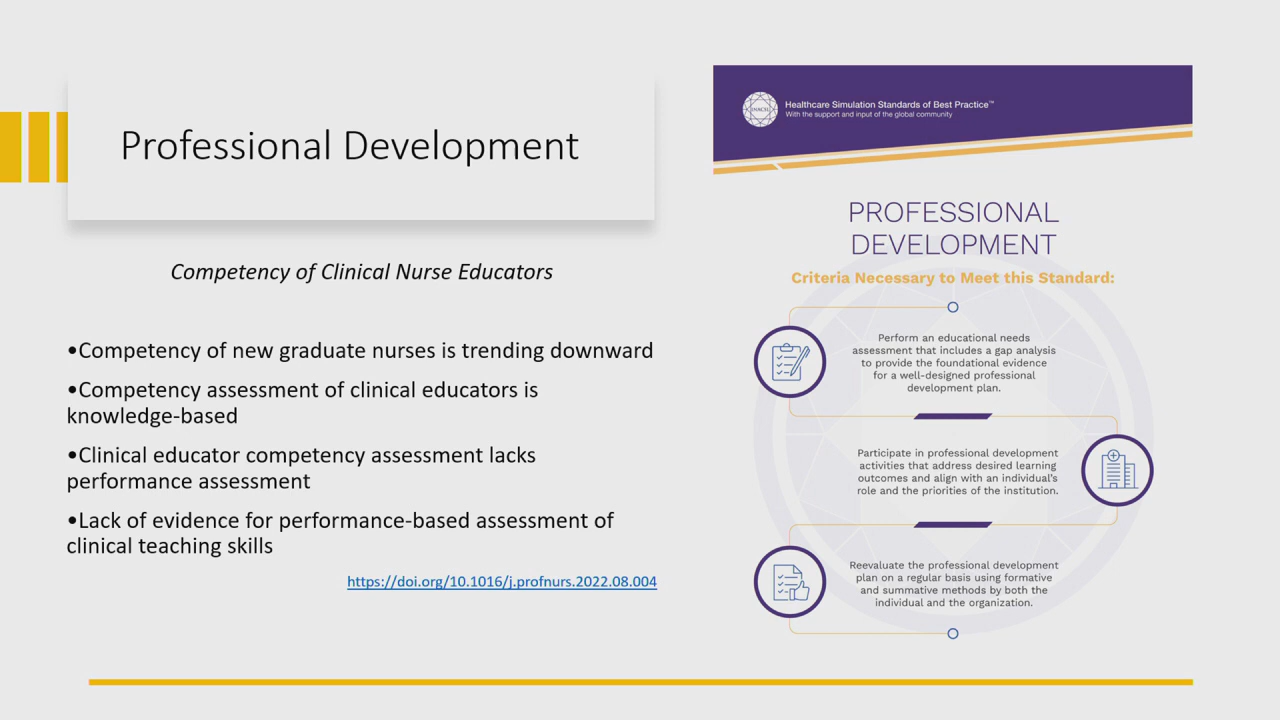 Professional Development
Competency of Clinical Nurse Educators
•Competency of new graduate nurses is trending downward
•Competency assessment of clinical educators is
knowledge-based
•Clinical educator competency assessment lacks
performance assessment
•Lack of evidence for performance-based assessment of
clinical teaching skills
https://doi.org/10.1016/j.profnurs.2022.08.004
INACSL
Healthcare Simulation Standards of Best Practice™
With the support and input of the global community
PROFESSIONAL
DEVELOPMENT
Criteria Necessary to Meet this Standard:
Perform an educational needs
assessment that includes a gap analysis
to provide the foundational evidence
for a well-designed professional
development plan.
Participate in professional development
activities that address desired learning
outcomes and align with an individual's
role and the priorities of the institution.
Reevaluate the professional development
plan on a regular basis using formative
and summative methods by both the
individual and the organization.